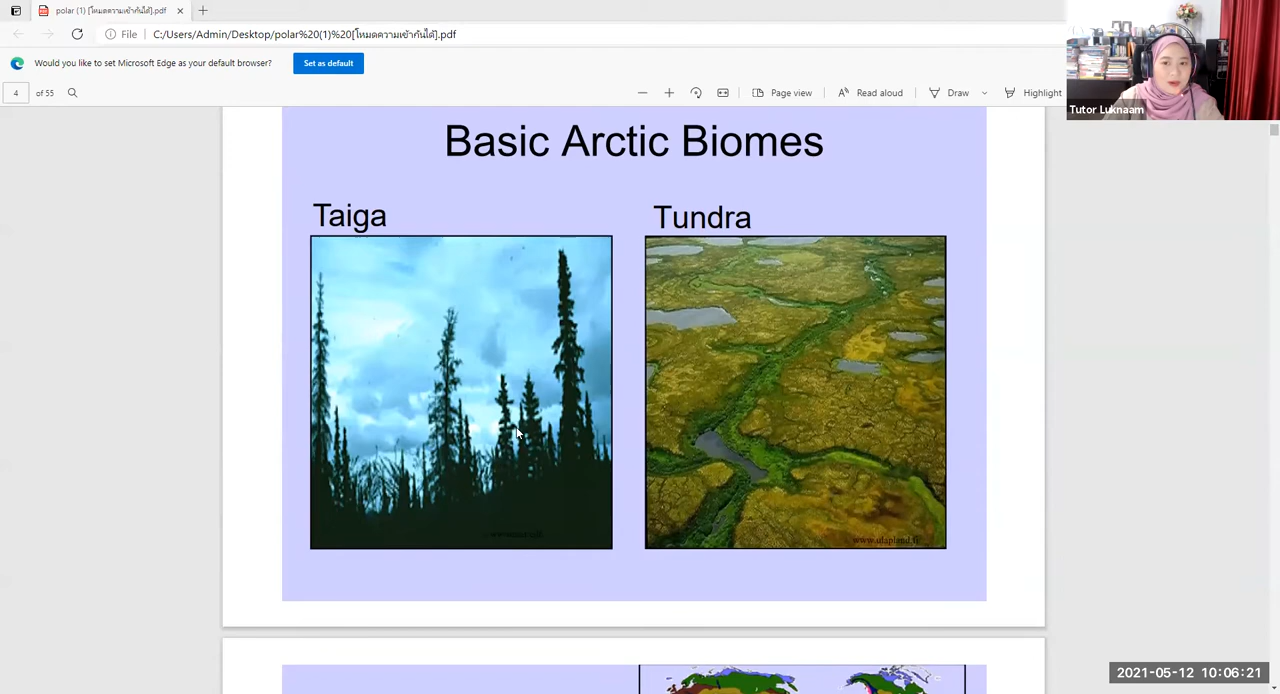 polar (1) [โหมดความเข้ากันได้].pdf
File
C:/Users/Admin/Desktop/polar%20(1)%20[โหมดความเข้ากันได้].pdf
Would you like to set Microsoft Edge as your default browser?
Set as default
4 of 55
Page view
Read aloud
Draw
Highlight
Tutor Luknaam
Basic Arctic Biomes
Taiga
Tundra
www.ulapland.fi
2021-05-12 10:06:21